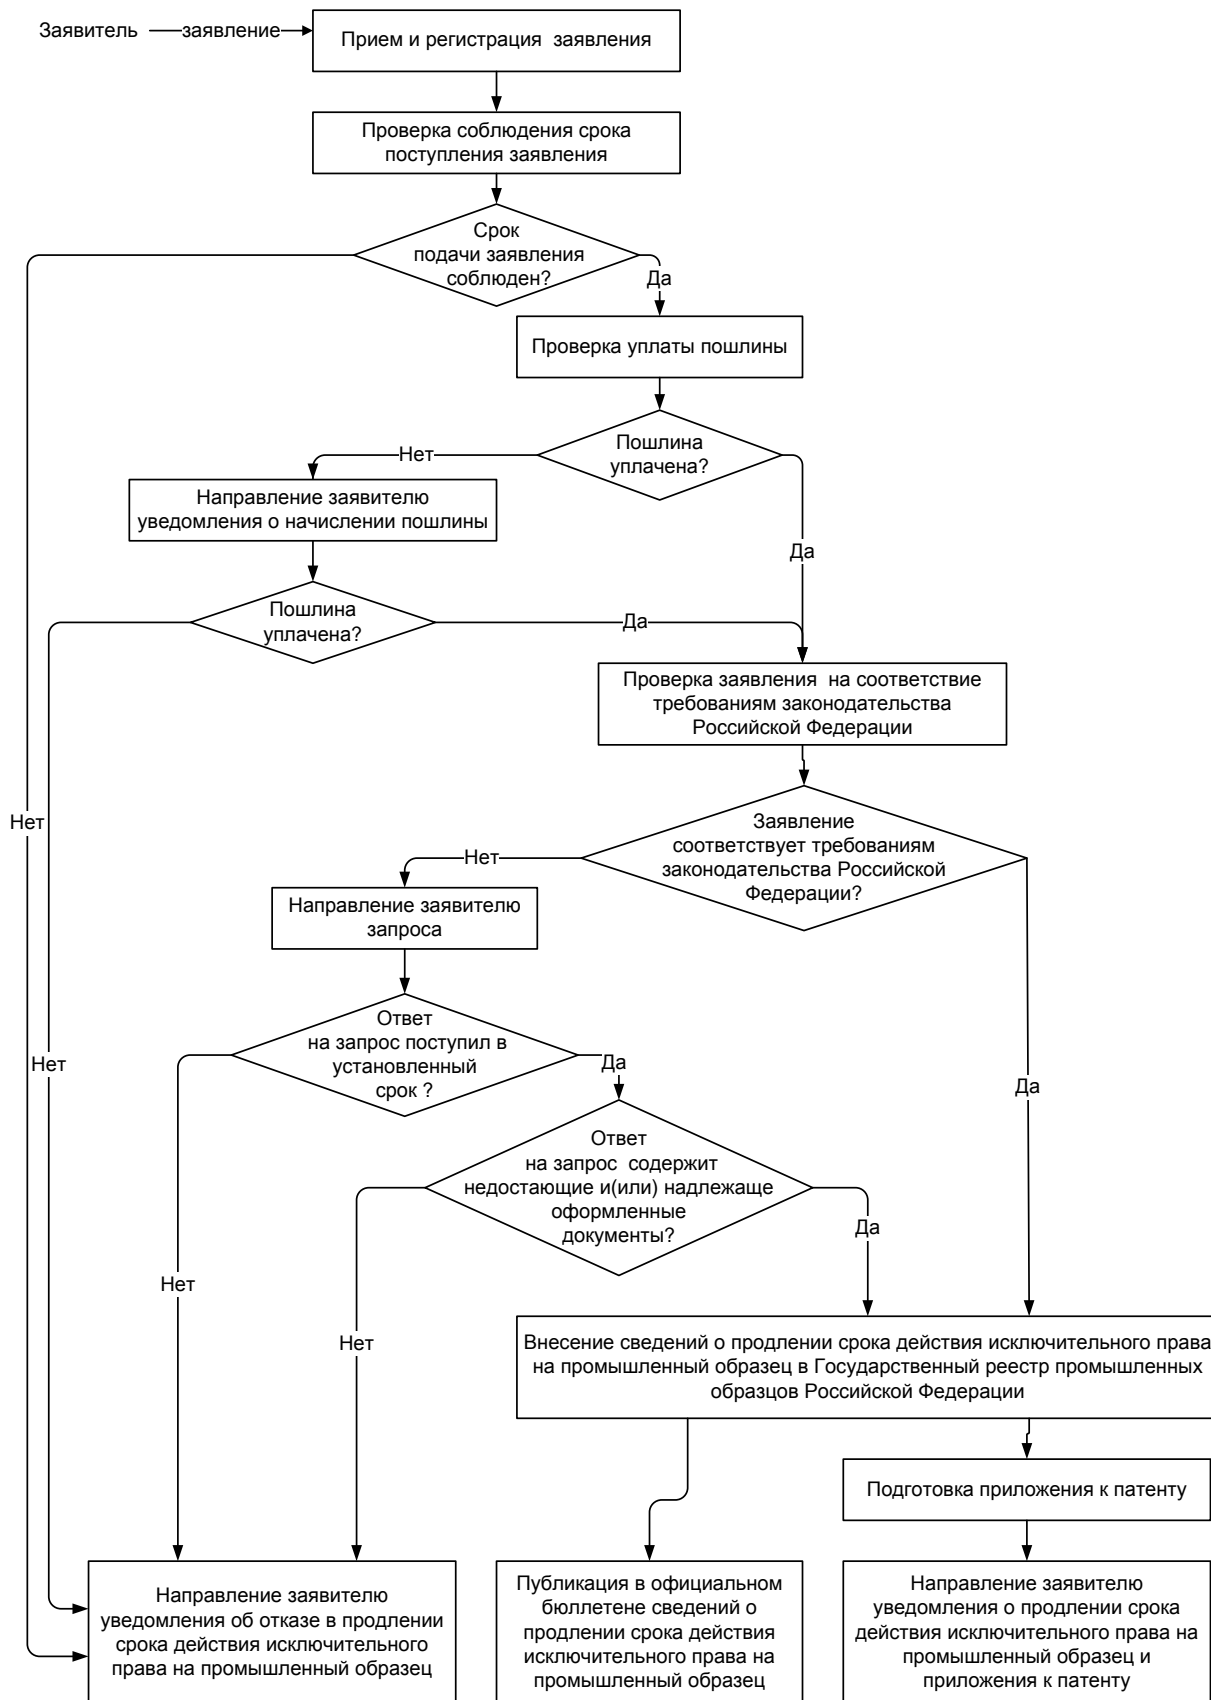 Заявитель
заявление
Прием и регистрация заявления
Проверка соблюдения срока
поступления заявления
Срок
подачи заявления
соблюден?
Да
Проверка уплаты пошлины
Пошлина
уплачена?
Нет
Направление заявителю
уведомления о начислении пошлины
Да
Пошлина
уплачена?
Да
Проверка заявления на соответствие
требованиям законодательства
Российской Федерации
Нет
Заявление
соответствует требованиям
законодательства Российской
Федерации?
Нет
Направление заявителю
запроса
Ответ
на запрос поступил в
установленный
срок ?
Нет
Да
Да
Ответ
на запрос содержит
недостающие и(или) надлежаще
оформленные
документы?
Да
Нет
Нет
Внесение сведений о продлении срока действия исключительного права
на промышленный образец в Государственный реестр промышленных
образцов Российской Федерации
Подготовка приложения к патенту
Направление заявителю
уведомления об отказе в продлении
срока действия исключительного
права на промышленный образец
Публикация в официальном
бюллетене сведений о
продлении срока действия
исключительного права на
промышленный образец
Направление заявителю
уведомления о продлении срока
действия исключительного права на
промышленный образец и
приложения к патенту